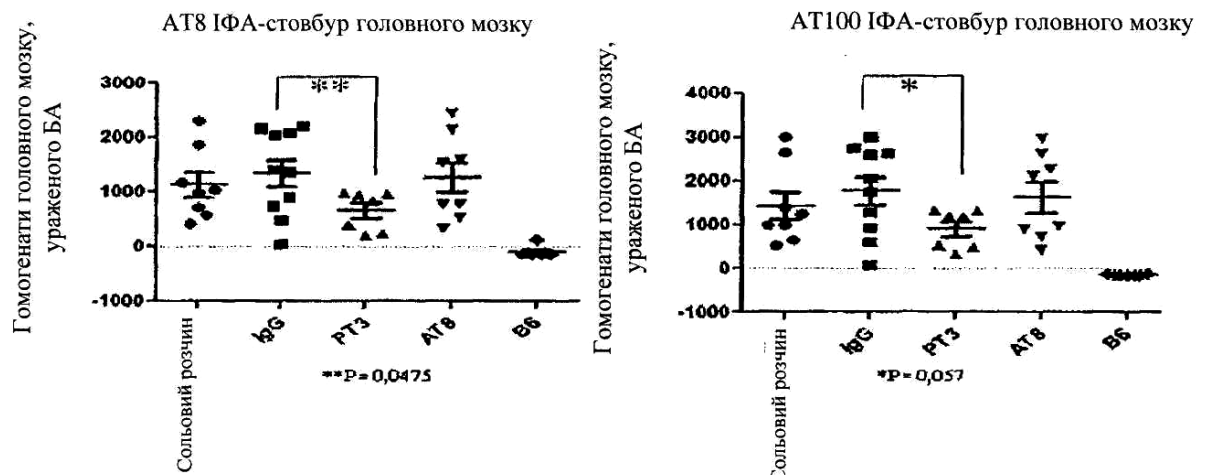 АТ8 ІФА-стовбур головного мозку
Гомогенати головного мозку,
ураженого БА
3000
2000
1000
0
-1000
**
Сольовий розчин
IgG
PT3
AT8
B6
**P=0,0475
АТ100 ІФА-стовбур головного мозку
Гомогенати головного мозку,
ураженого БА
4000
3000
2000
1000
0
-1000
*
Сольовий розчин
IgG
PT3
AT8
B6
*P=0,057